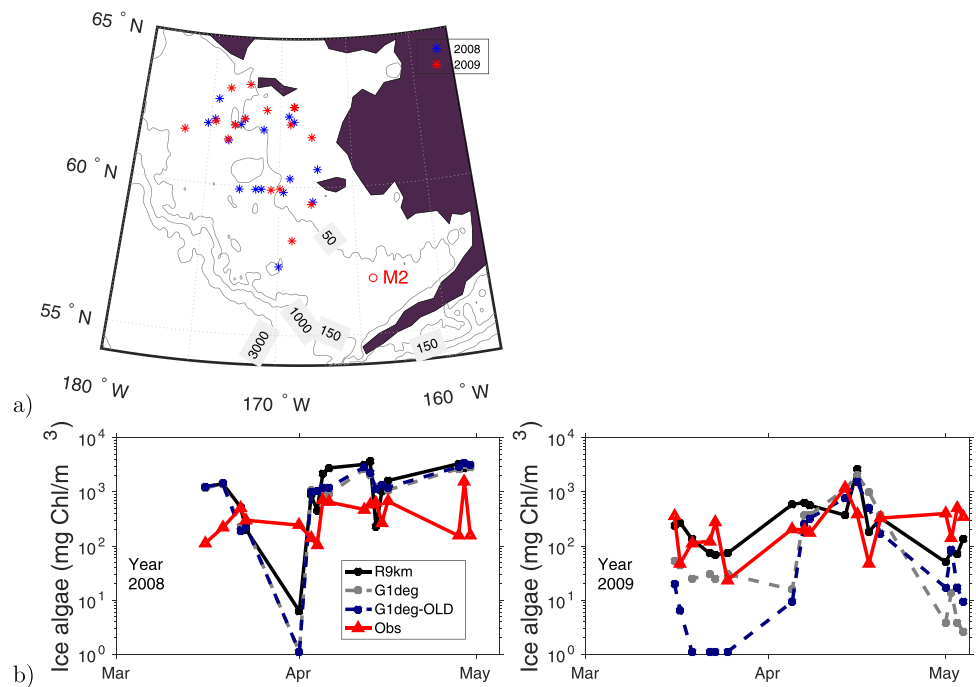 65 ° N
2008
2009
60 ° N
50
M2
55 ° N
3000
1000
150
150
180 ° W
170 ° W
160 ° W
a)
Ice algae (mg Chl/m 3)
10^4
10^3
10^2
10^1
10^0
Year
2008
R9km
G1deg
G1deg-OLD
Obs
Mar
Apr
May
b)
Ice algae (mg Chl/m 3)
10^4
10^3
10^2
10^1
10^0
Year
2009
Mar
Apr
May